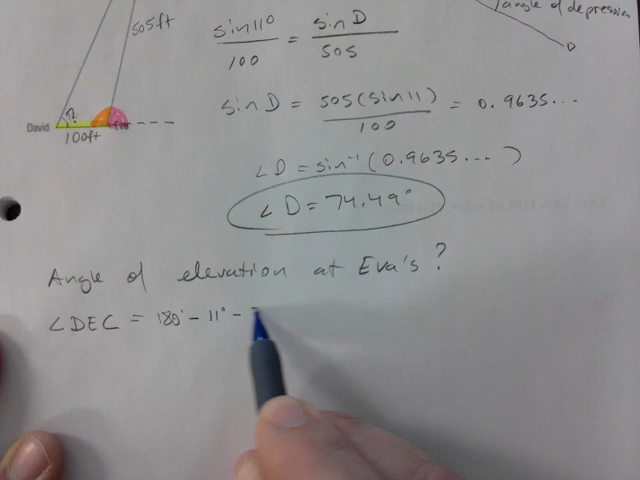 505ft
David ? Eva
100ft
angle of depression
D
sin11° / 100 = sin D / 505
sin D = 505(sin11) / 100 = 0.9635...
∠D = sin⁻¹(0.9635...)
∠D = 74.49°
Angle of elevation at Eva's?
∠DEC = 180° - 11° -